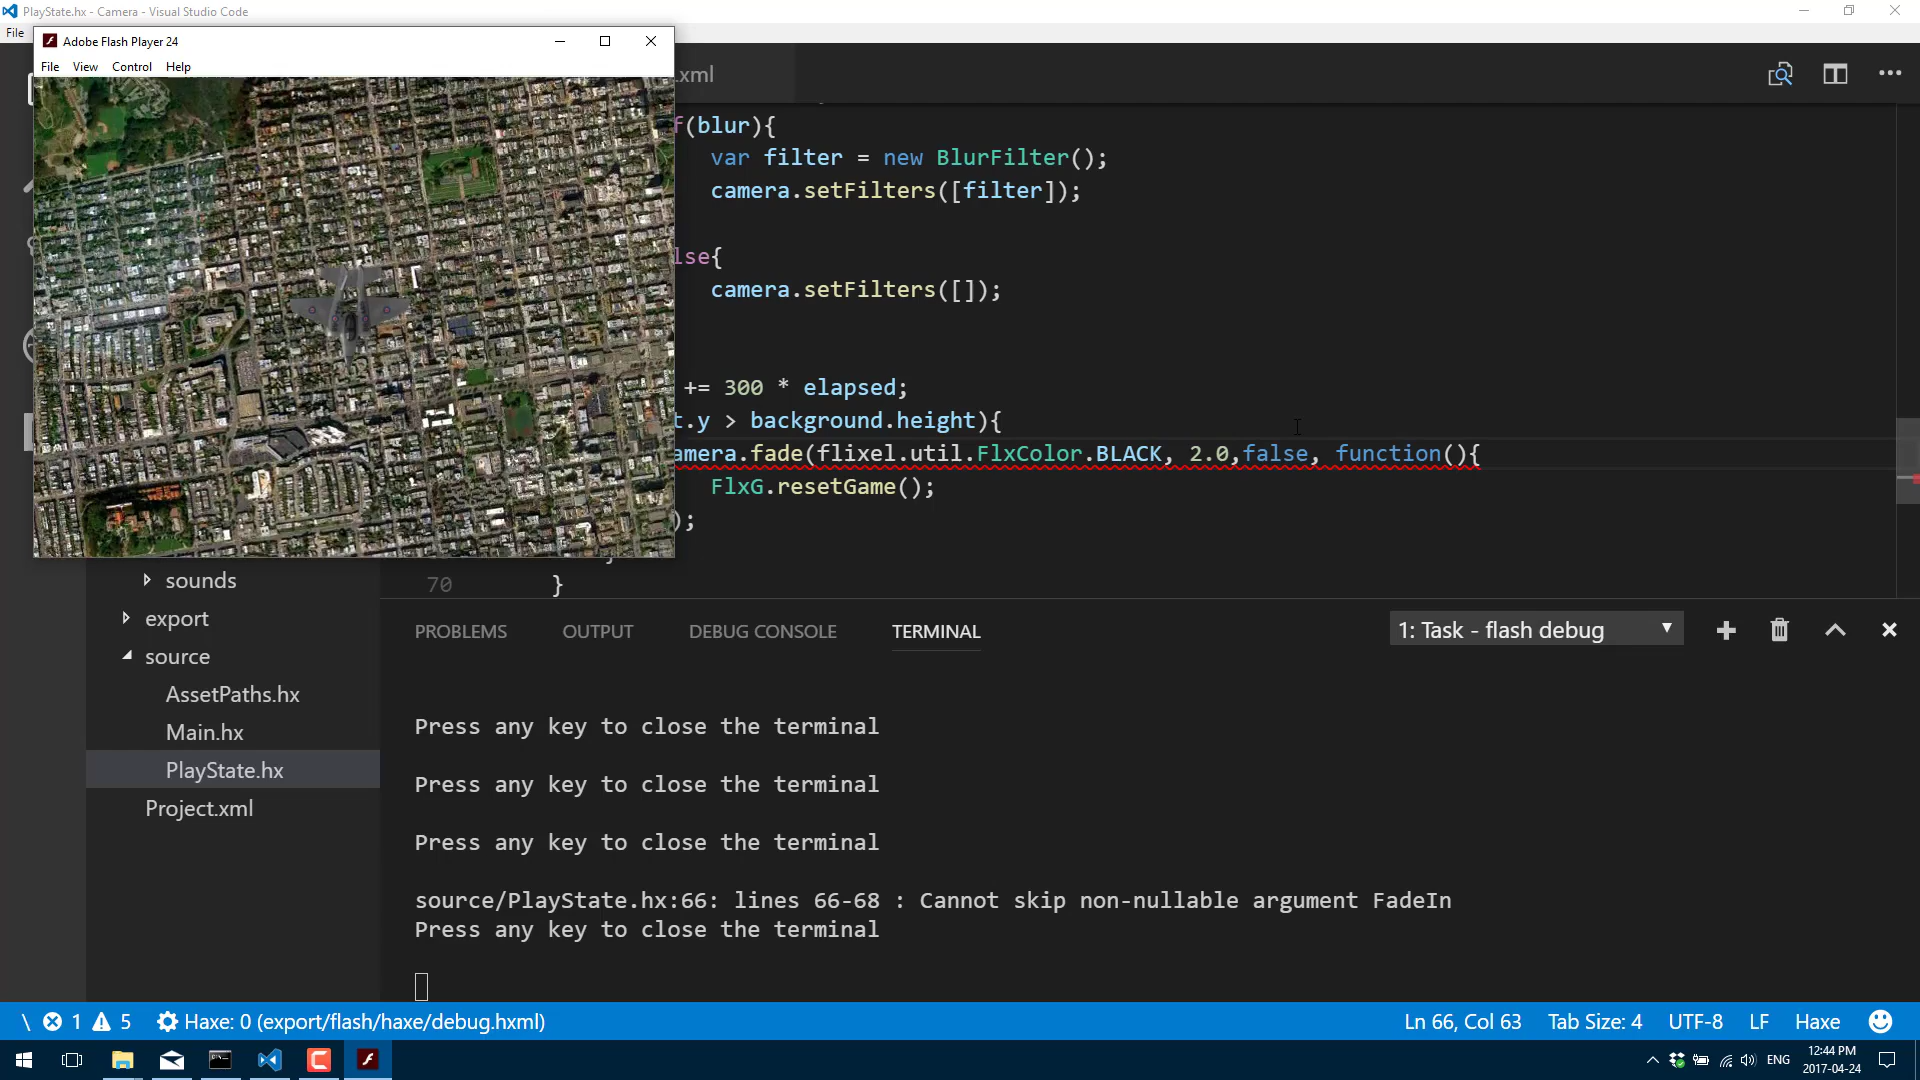 PlayState.hx - Camera - Visual Studio Code
File
Adobe Flash Player 24
File View Control Help
.xml
f(blur){
var filter = new BlurFilter();
camera.setFilters([filter]);
lse{
camera.setFilters([]);
+= 300 * elapsed;
t.y > background.height){
amera.fade(flixel.util.FlxColor.BLACK, 2.0,false, function(){
FlxG.resetGame();
);
70 }
sounds
export
source
AssetPaths.hx
Main.hx
PlayState.hx
Project.xml
PROBLEMS OUTPUT DEBUG CONSOLE TERMINAL
1: Task - flash debug
Press any key to close the terminal
Press any key to close the terminal
Press any key to close the terminal
source/PlayState.hx:66: lines 66-68 : Cannot skip non-nullable argument FadeIn
Press any key to close the terminal
\ 1 5 Haxe: 0 (export/flash/haxe/debug.hxml) Ln 66, Col 63 Tab Size: 4 UTF-8 LF Haxe
ENG 12:44 PM
2017-04-24